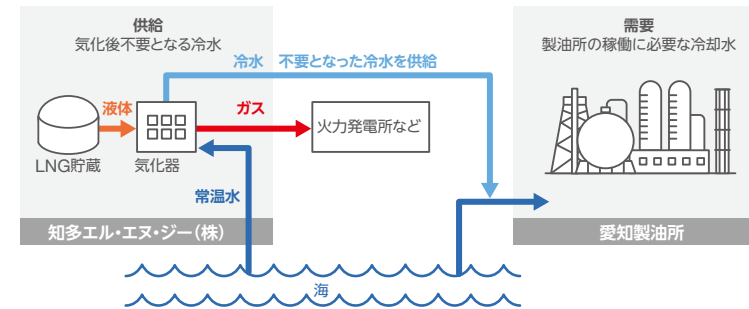 供給
気化後不要となる冷水
需要
製油所の稼働に必要な冷却水
冷水 不要となった冷水を供給
液体
ガス
火力発電所など
LNG貯蔵
気化器
常温水
知多エル・エヌ・ジー（株）
愛知製油所
海